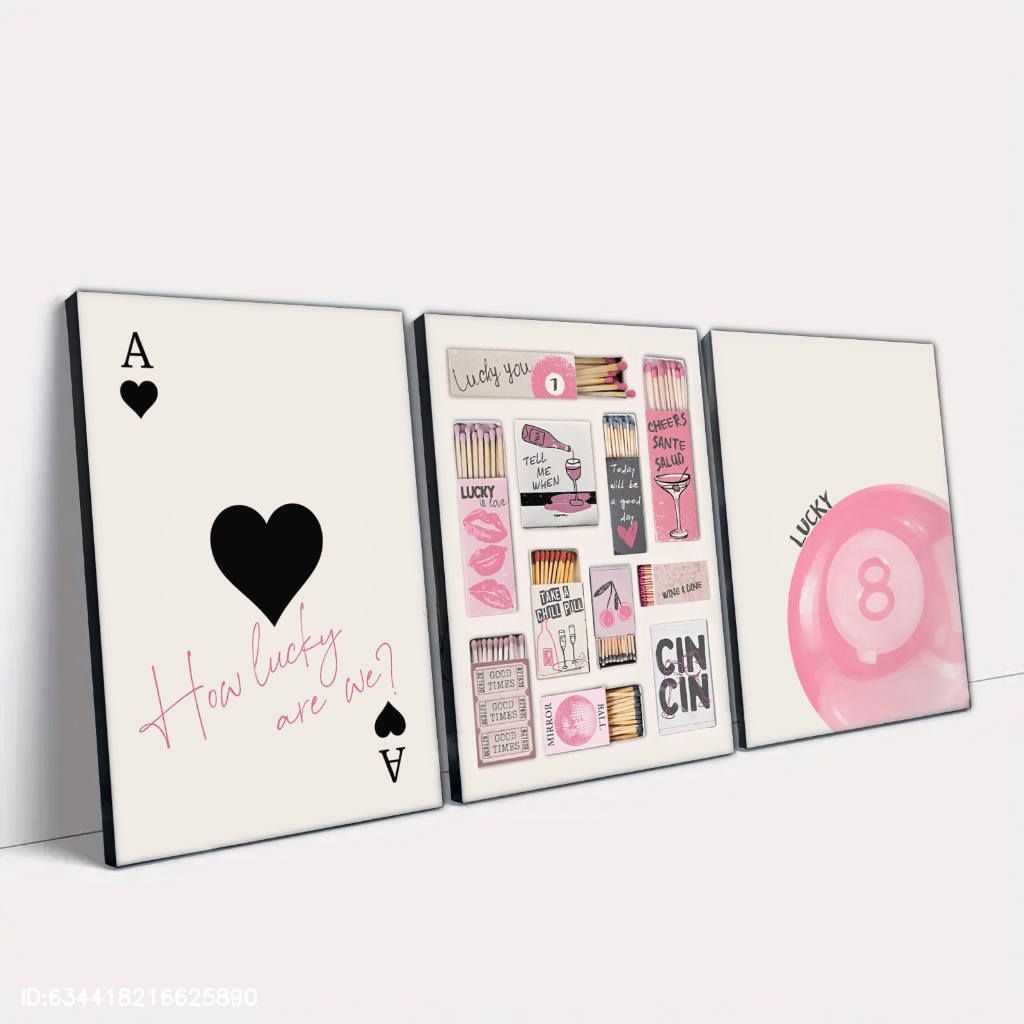 A
How lucky
are we?
A
Lucky you
7
CHEERS
SANTE
SALUD
TELL
ME
WHEN
Today
will be
a good
day
LUCKY
in love
TAKE A
CHILL PILL
WINE & DINE
CIN
CIN
GOOD
TIMES
GOOD
TIMES
GOOD
TIMES
MIRROR
BALL
LUCKY
8
ID:634418216625890